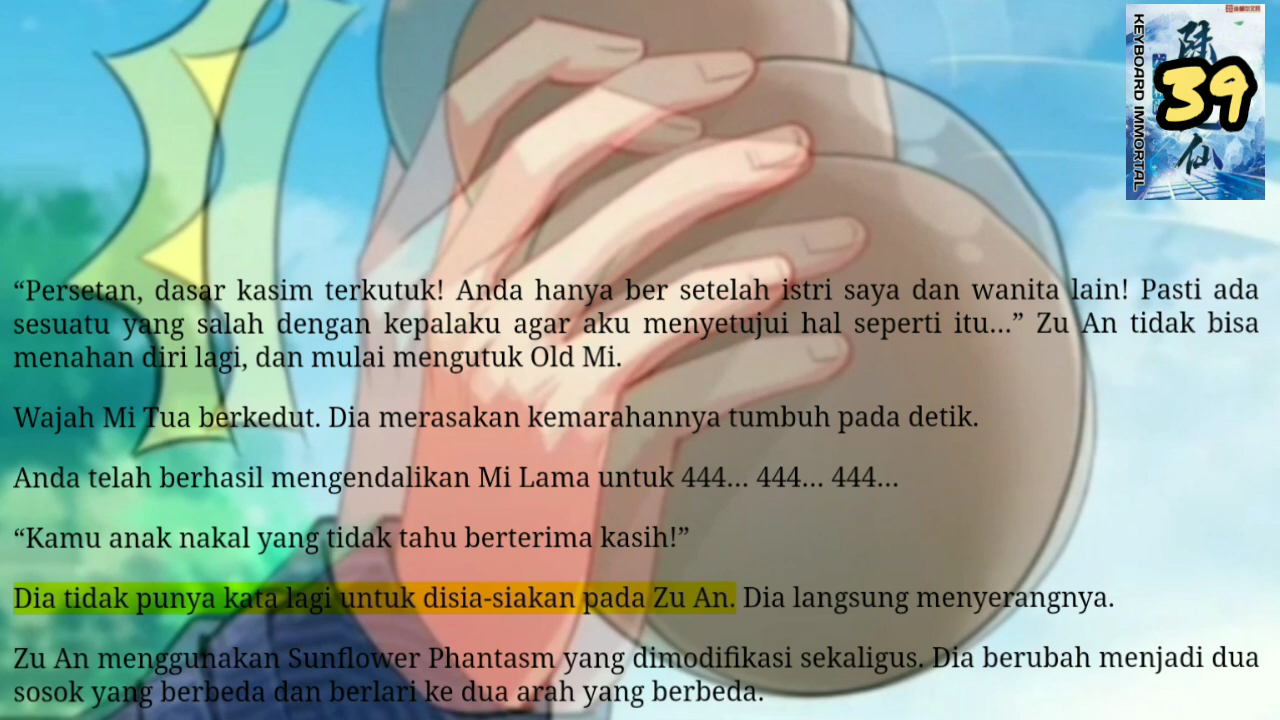 KEYBOARD IMMORTAL
39
仙
“Persetan, dasar kasim terkutuk! Anda hanya ber setelah istri saya dan wanita lain! Pasti ada
sesuatu yang salah dengan kepalaku agar aku menyetujui hal seperti itu...” Zu An tidak bisa
menahan diri lagi, dan mulai mengutuk Old Mi.
Wajah Mi Tua berkedut. Dia merasakan kemarahannya tumbuh pada detik.
Anda telah berhasil mengendalikan Mi Lama untuk 444... 444... 444...
“Kamu anak nakal yang tidak tahu berterima kasih!”
Dia tidak punya kata lagi untuk disia-siakan pada Zu An. Dia langsung menyerangnya.
Zu An menggunakan Sunflower Phantasm yang dimodifikasi sekaligus. Dia berubah menjadi dua
sosok yang berbeda dan berlari ke dua arah yang berbeda.